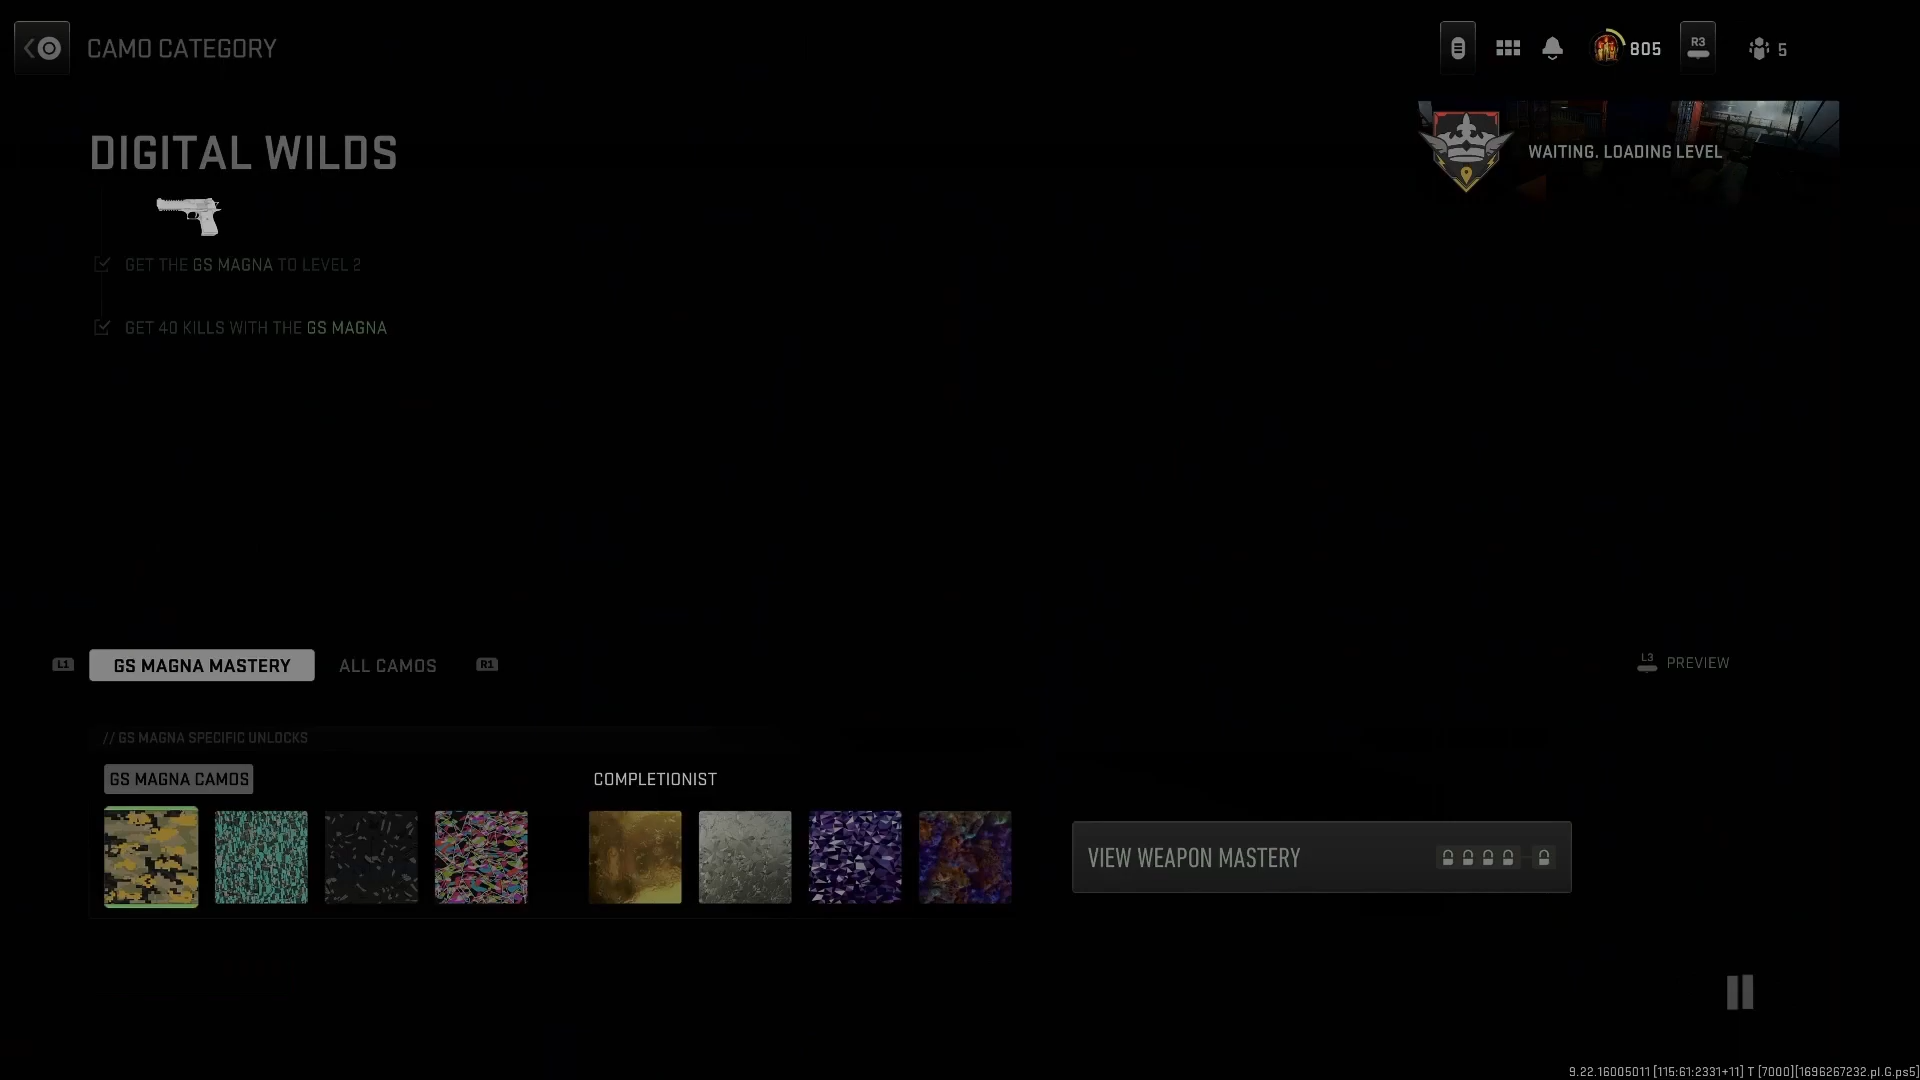 CAMO CATEGORY
R3
805
5
DIGITAL WILDS
WAITING. LOADING LEVEL
GET THE GS MAGNA TO LEVEL 2
GET 40 KILLS WITH THE GS MAGNA
L1
GS MAGNA MASTERY
ALL CAMOS
R1
L3
PREVIEW
// GS MAGNA SPECIFIC UNLOCKS
GS MAGNA CAMOS
COMPLETIONIST
VIEW WEAPON MASTERY
9.22.16005011 [115:61:2331+11] T [7000][1696267232.pl.G.ps5]